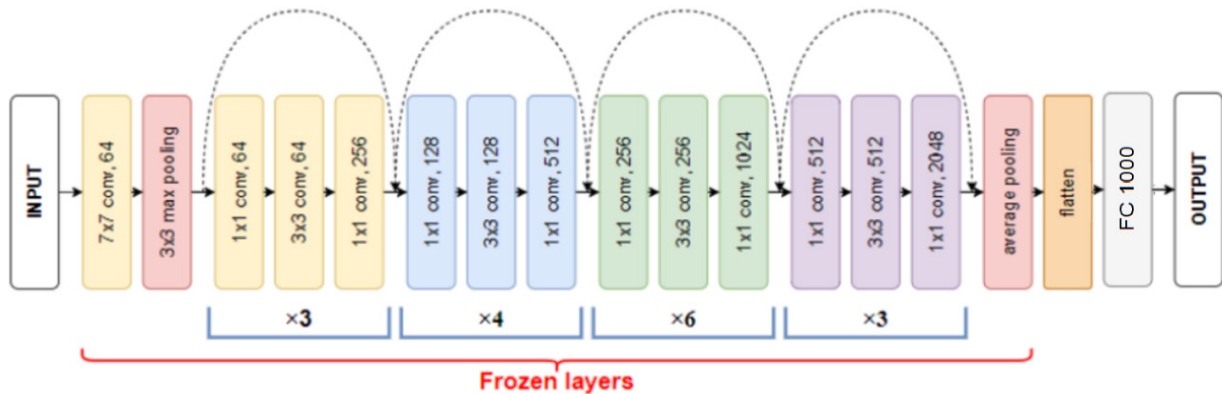 INPUT
7x7 conv, 64
3x3 max pooling
1x1 conv, 64
3x3 conv, 64
1x1 conv, 256
1x1 conv, 128
3x3 conv, 128
1x1 conv, 512
1x1 conv, 256
3x3 conv, 256
1x1 conv, 1024
1x1 conv, 512
3x3 conv, 512
1x1 conv, 2048
average pooling
flatten
FC 1000
OUTPUT
×3
×4
×6
×3
Frozen layers